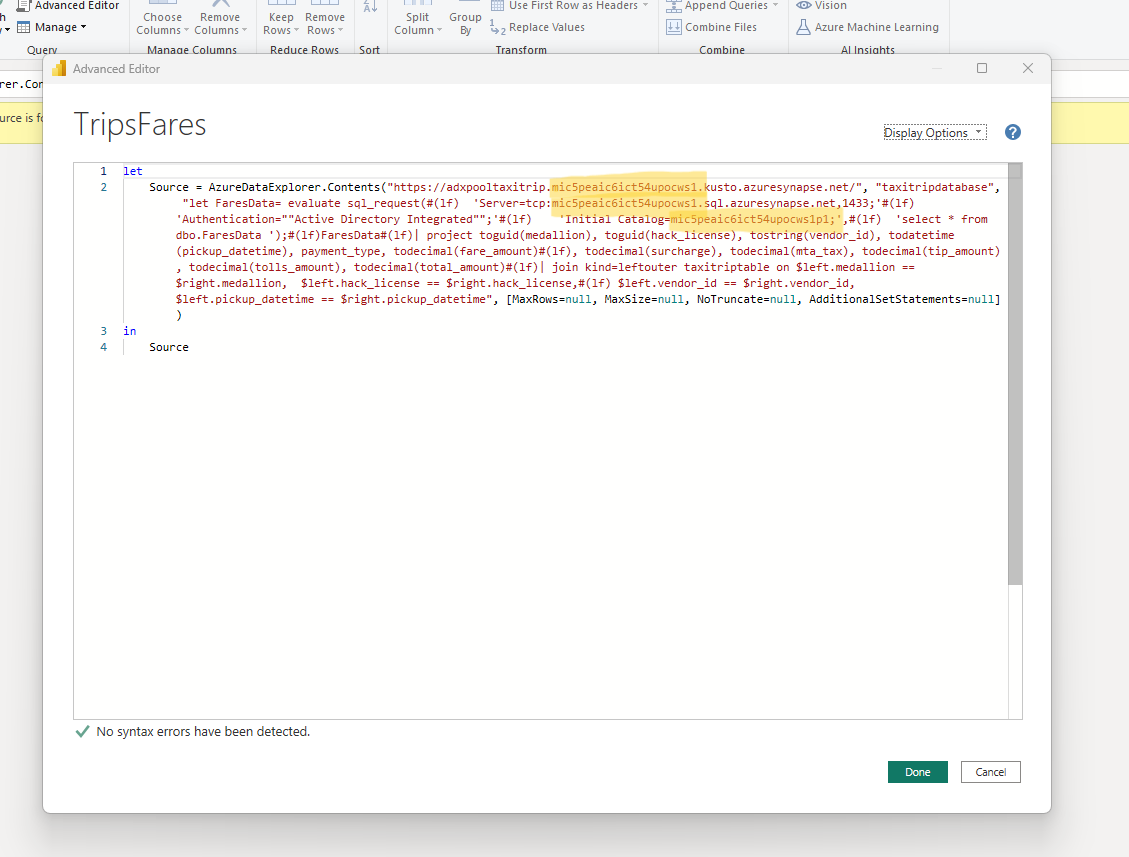 Advanced Editor
Manage
Query
Choose Columns
Remove Columns
Manage Columns
Keep Rows
Remove Rows
Reduce Rows
Sort
Split Column
Group By
Use First Row as Headers
Replace Values
Transform
Append Queries
Combine Files
Combine
Vision
Azure Machine Learning
AI Insights
rer.Con
urce is fo
Advanced Editor
TripsFares
Display Options
?
1 let
2 Source = AzureDataExplorer.Contents("https://adxpooltaxitrip.mic5peaic6ict54upocws1.kusto.azuresynapse.net/", "taxitripdatabase",
"let FaresData= evaluate sql_request(#(lf)  'Server=tcp:mic5peaic6ict54upocws1.sql.azuresynapse.net,1433;'#(lf)
'Authentication=""Active Directory Integrated"";'#(lf)    'Initial Catalog=mic5peaic6ict54upocws1p1;',#(lf)  'select * from
dbo.FaresData ');#(lf)FaresData#(lf)| project toguid(medallion), toguid(hack_license), tostring(vendor_id), todatetime
(pickup_datetime), payment_type, todecimal(fare_amount)#(lf), todecimal(surcharge), todecimal(mta_tax), todecimal(tip_amount)
, todecimal(tolls_amount), todecimal(total_amount)#(lf)| join kind=leftouter taxitriptable on $left.medallion ==
$right.medallion,  $left.hack_license == $right.hack_license,#(lf) $left.vendor_id == $right.vendor_id,
$left.pickup_datetime == $right.pickup_datetime", [MaxRows=null, MaxSize=null, NoTruncate=null, AdditionalSetStatements=null]
)
3 in
4 Source
No syntax errors have been detected.
Done
Cancel